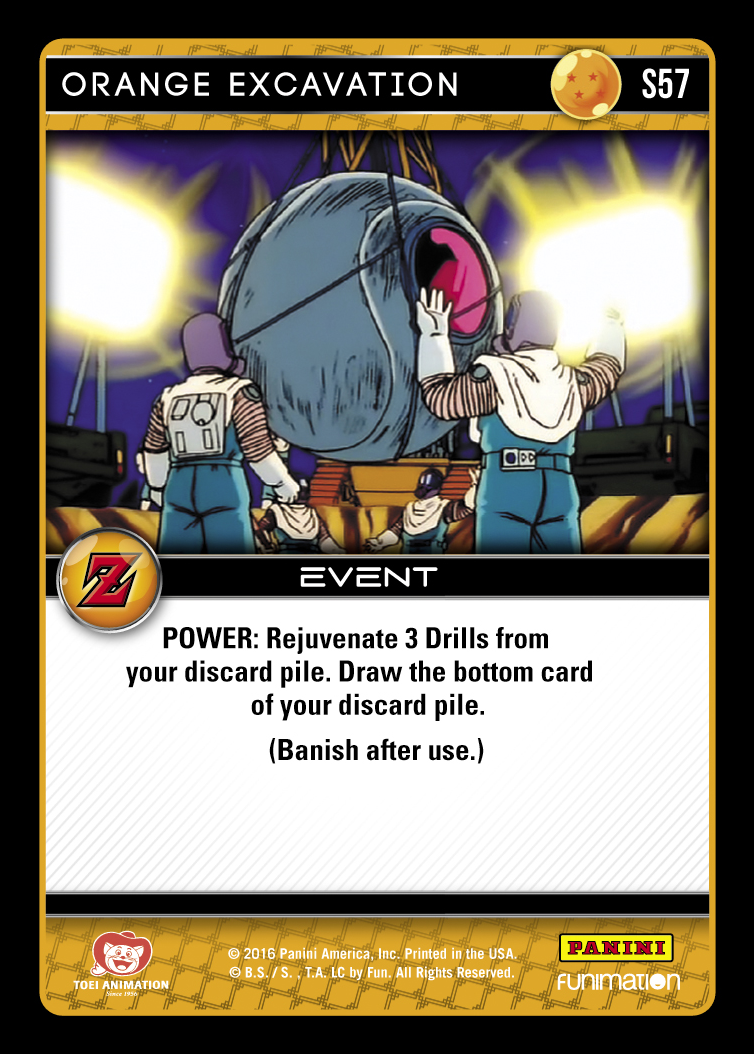 ORANGE EXCAVATION
S57
Z
EVENT
POWER: Rejuvenate 3 Drills from
your discard pile. Draw the bottom card
of your discard pile.
(Banish after use.)
TOEI ANIMATION
Since 1956
© 2016 Panini America, Inc. Printed in the USA.
© B.S. / S. , T.A. LC by Fun. All Rights Reserved.
PANINI
FUNIMATION